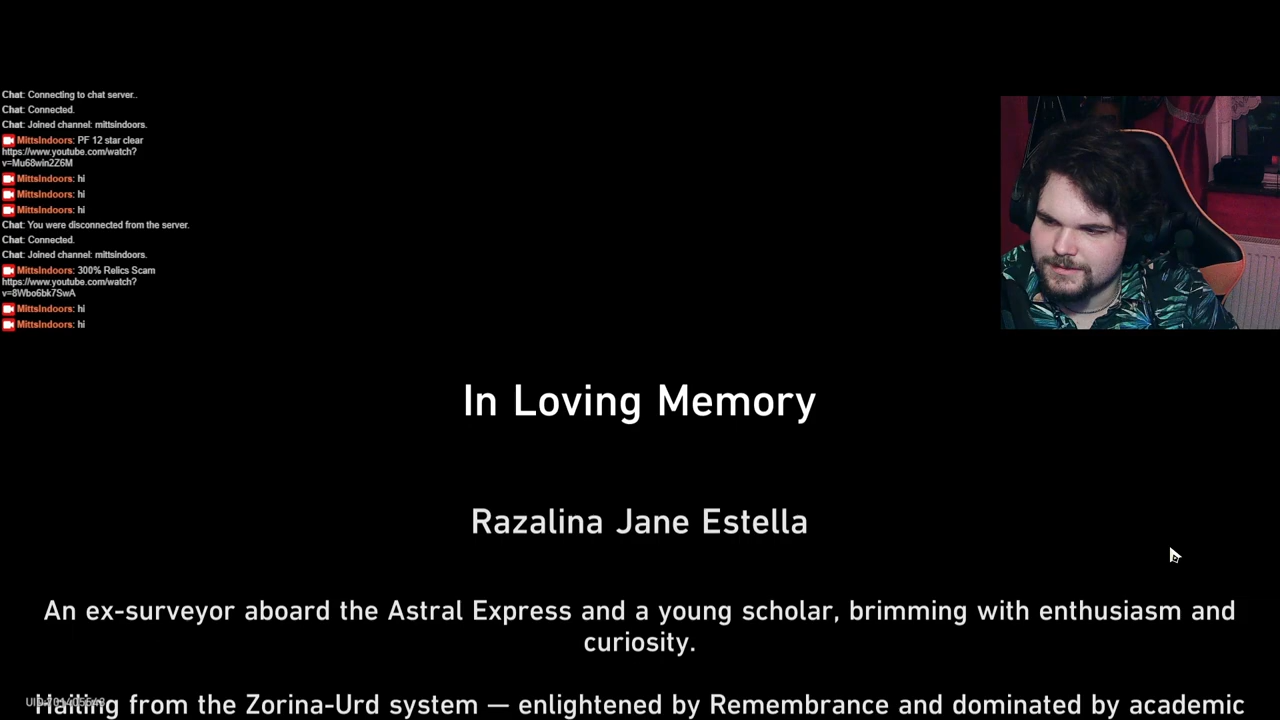 Chat: Connecting to chat server..
Chat: Connected.
Chat: Joined channel: mittsindoors.
MittsIndoors: PF 12 star clear
https://www.youtube.com/watch?
v=Mu68win2Z6M
MittsIndoors: hi
MittsIndoors: hi
MittsIndoors: hi
Chat: You were disconnected from the server.
Chat: Connected.
Chat: Joined channel: mittsindoors.
MittsIndoors: 300% Relics Scam
https://www.youtube.com/watch?
v=8Wbo6bk7SwA
MittsIndoors: hi
MittsIndoors: hi
In Loving Memory
Razalina Jane Estella
An ex-surveyor aboard the Astral Express and a young scholar, brimming with enthusiasm and
curiosity.
Hailing from the Zorina-Urd system — enlightened by Remembrance and dominated by academic